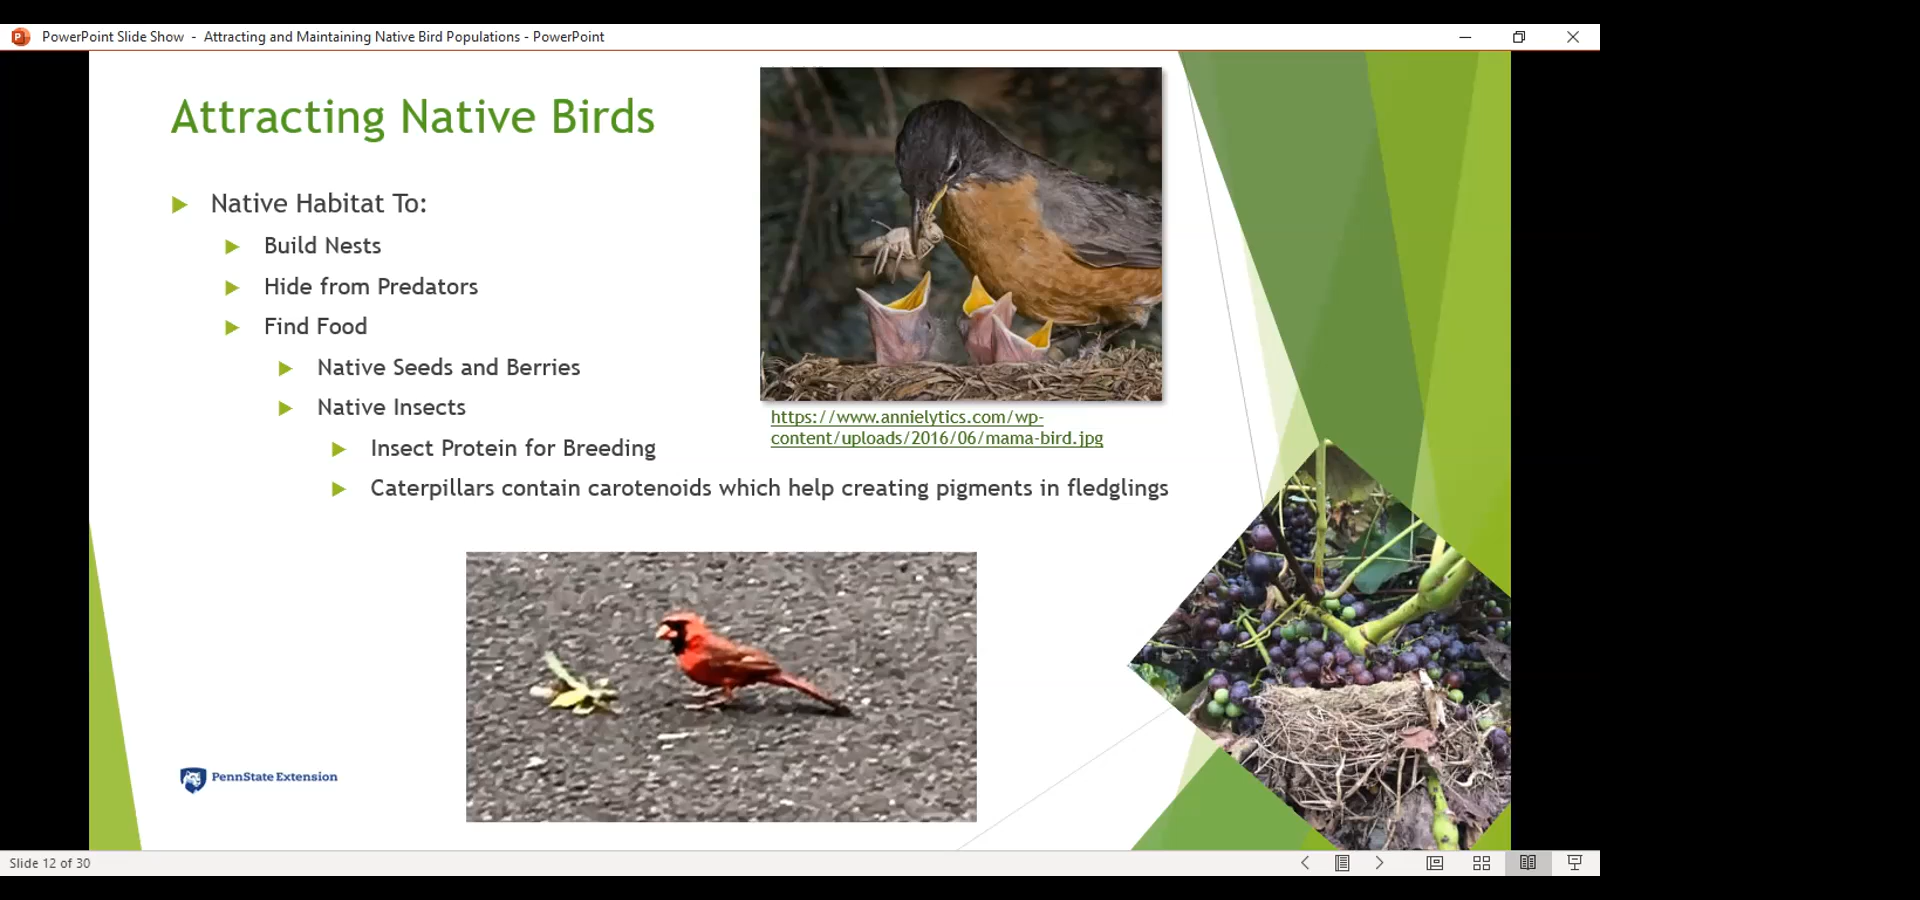 PowerPoint Slide Show - Attracting and Maintaining Native Bird Populations - PowerPoint
Attracting Native Birds
Native Habitat To:
Build Nests
Hide from Predators
Find Food
Native Seeds and Berries
Native Insects
Insect Protein for Breeding
Caterpillars contain carotenoids which help creating pigments in fledglings
https://www.annielytics.com/wp-
content/uploads/2016/06/mama-bird.jpg
PennState Extension
Slide 12 of 30